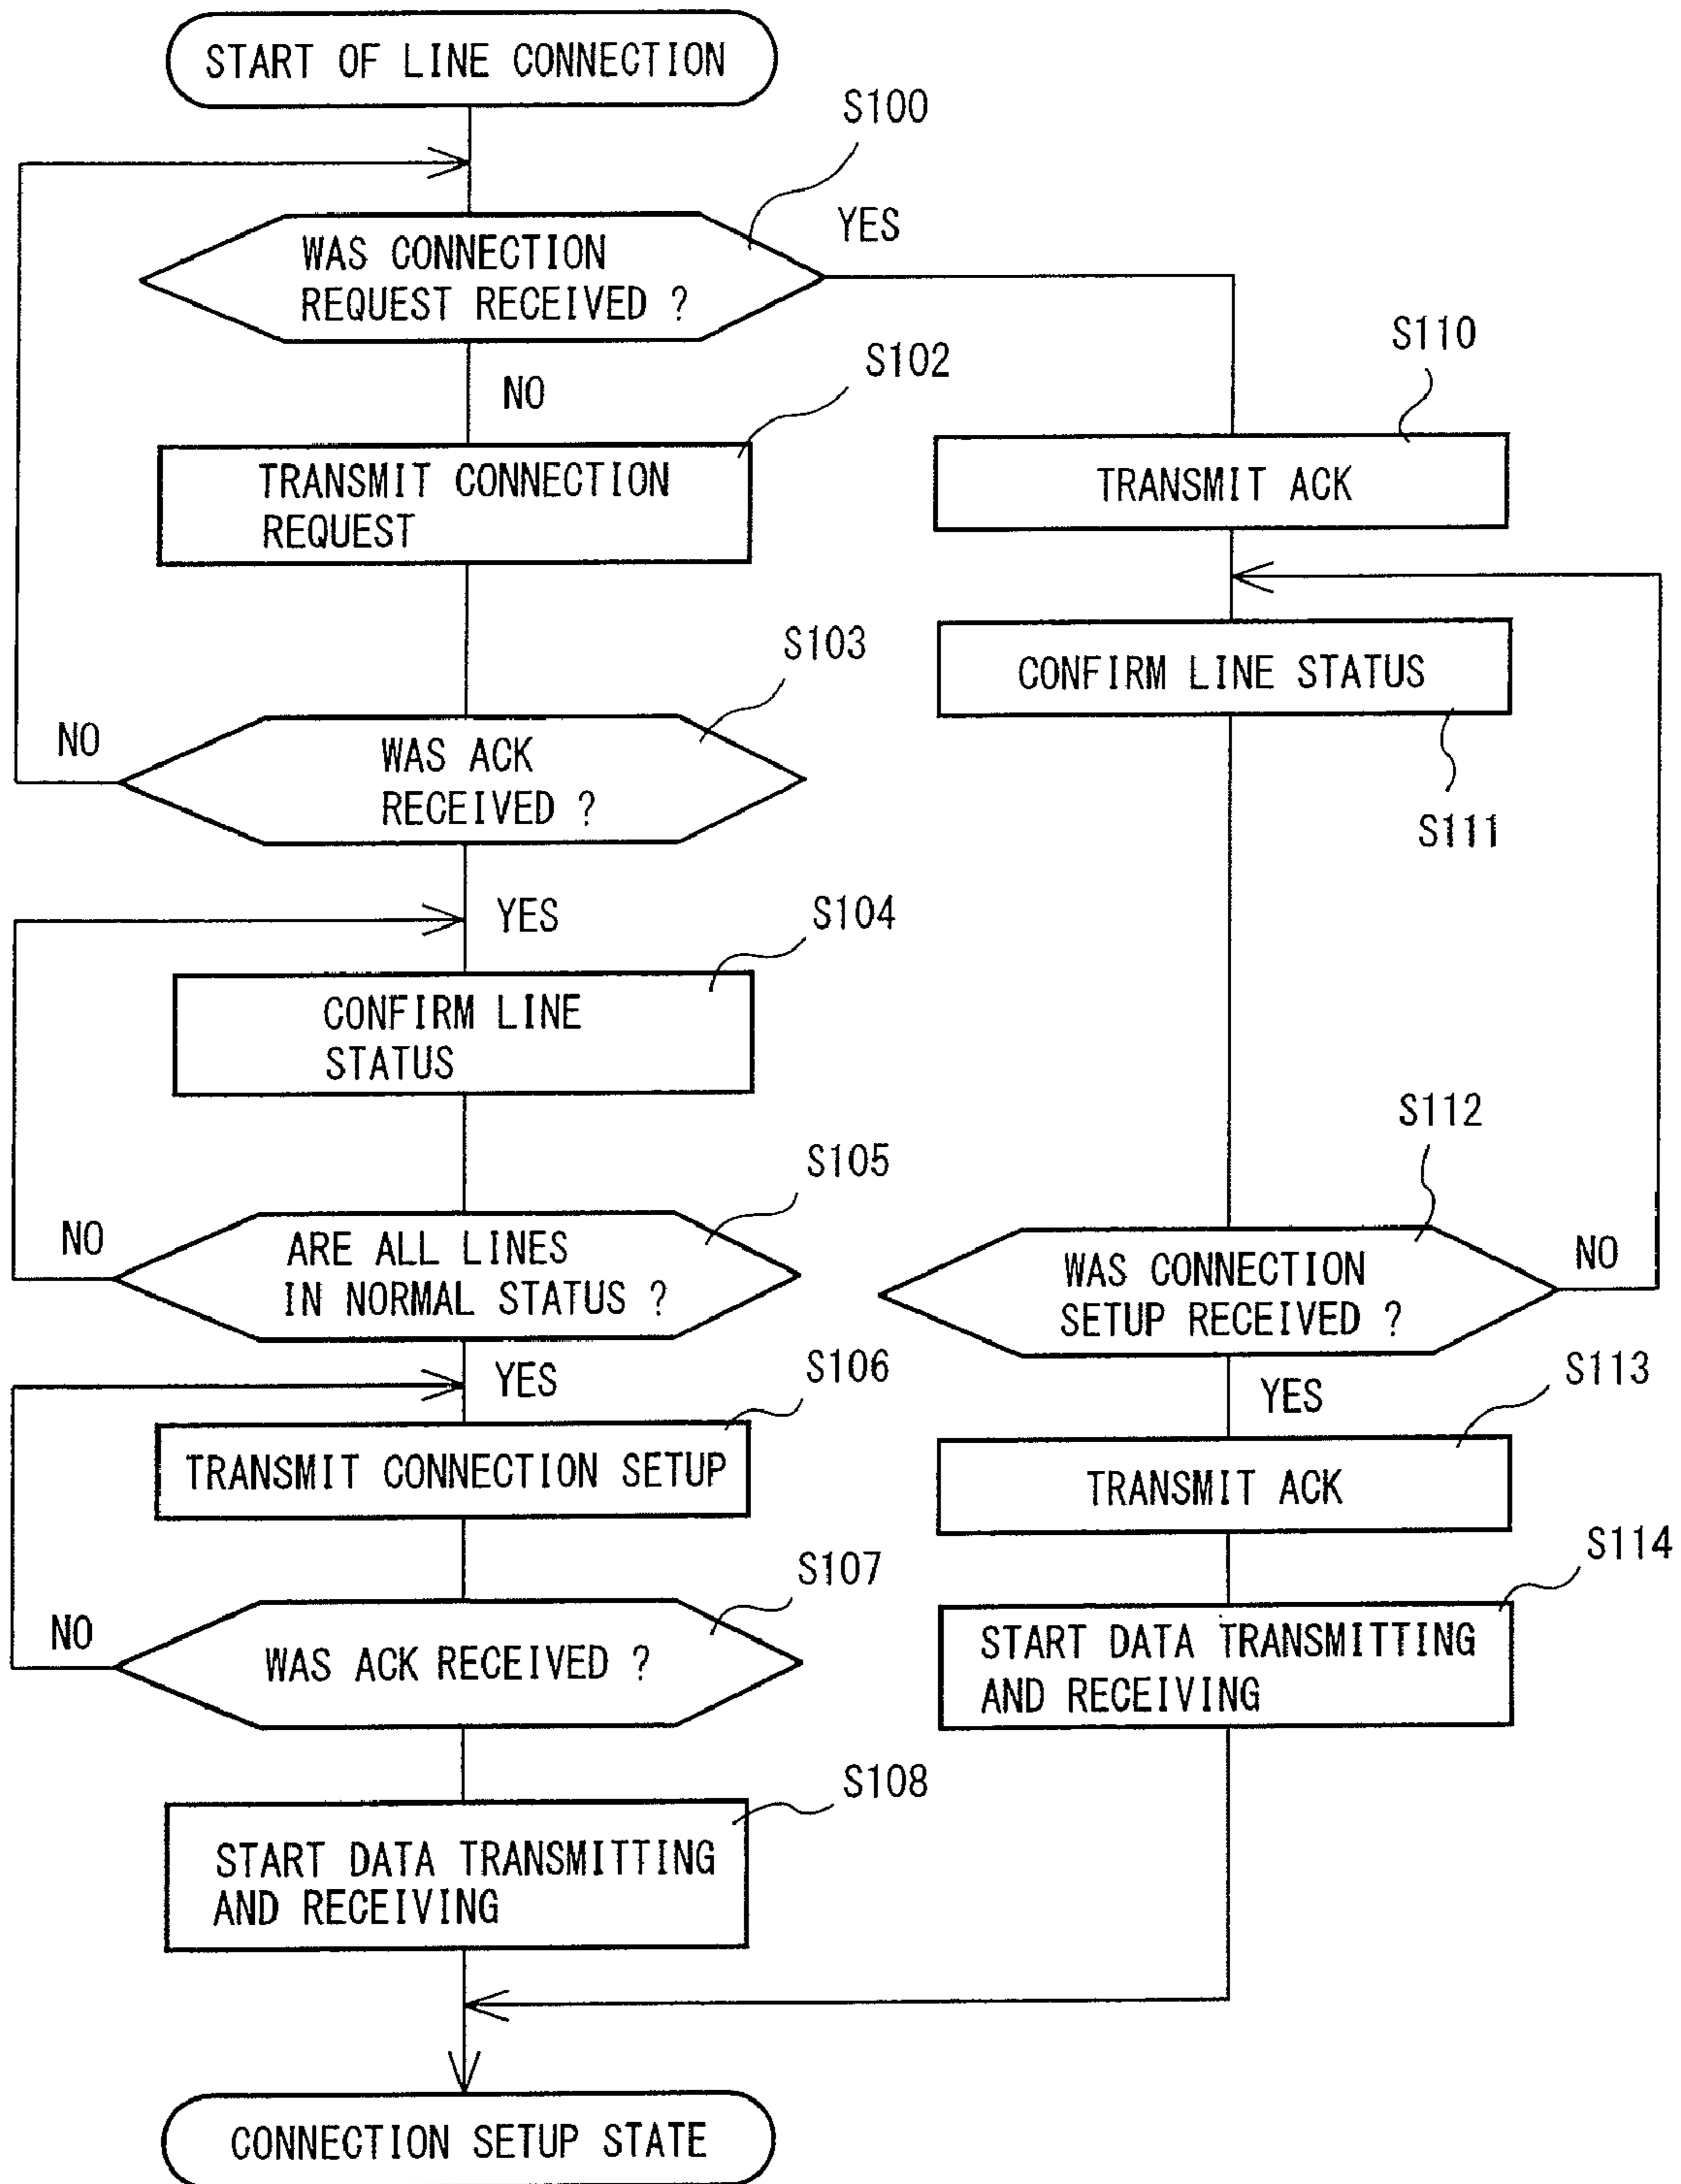 START OF LINE CONNECTION
S100
WAS CONNECTION
REQUEST RECEIVED ?
YES
NO
S102
TRANSMIT CONNECTION
REQUEST
S103
WAS ACK
RECEIVED ?
NO
YES
S104
CONFIRM LINE
STATUS
S105
ARE ALL LINES
IN NORMAL STATUS ?
NO
YES
S106
TRANSMIT CONNECTION SETUP
S107
WAS ACK RECEIVED ?
NO
S108
START DATA TRANSMITTING
AND RECEIVING
S110
TRANSMIT ACK
CONFIRM LINE STATUS
S111
S112
WAS CONNECTION
SETUP RECEIVED ?
NO
YES
S113
TRANSMIT ACK
S114
START DATA TRANSMITTING
AND RECEIVING
CONNECTION SETUP STATE